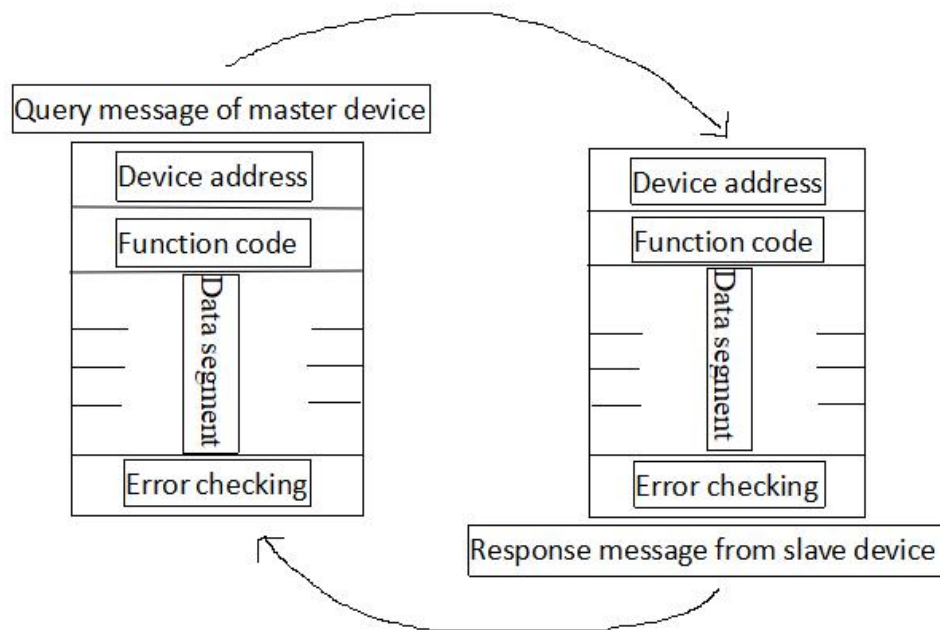 Query message of master device
Device address
Function code
Data segment
Error checking
Device address
Function code
Data segment
Error checking
Response message from slave device